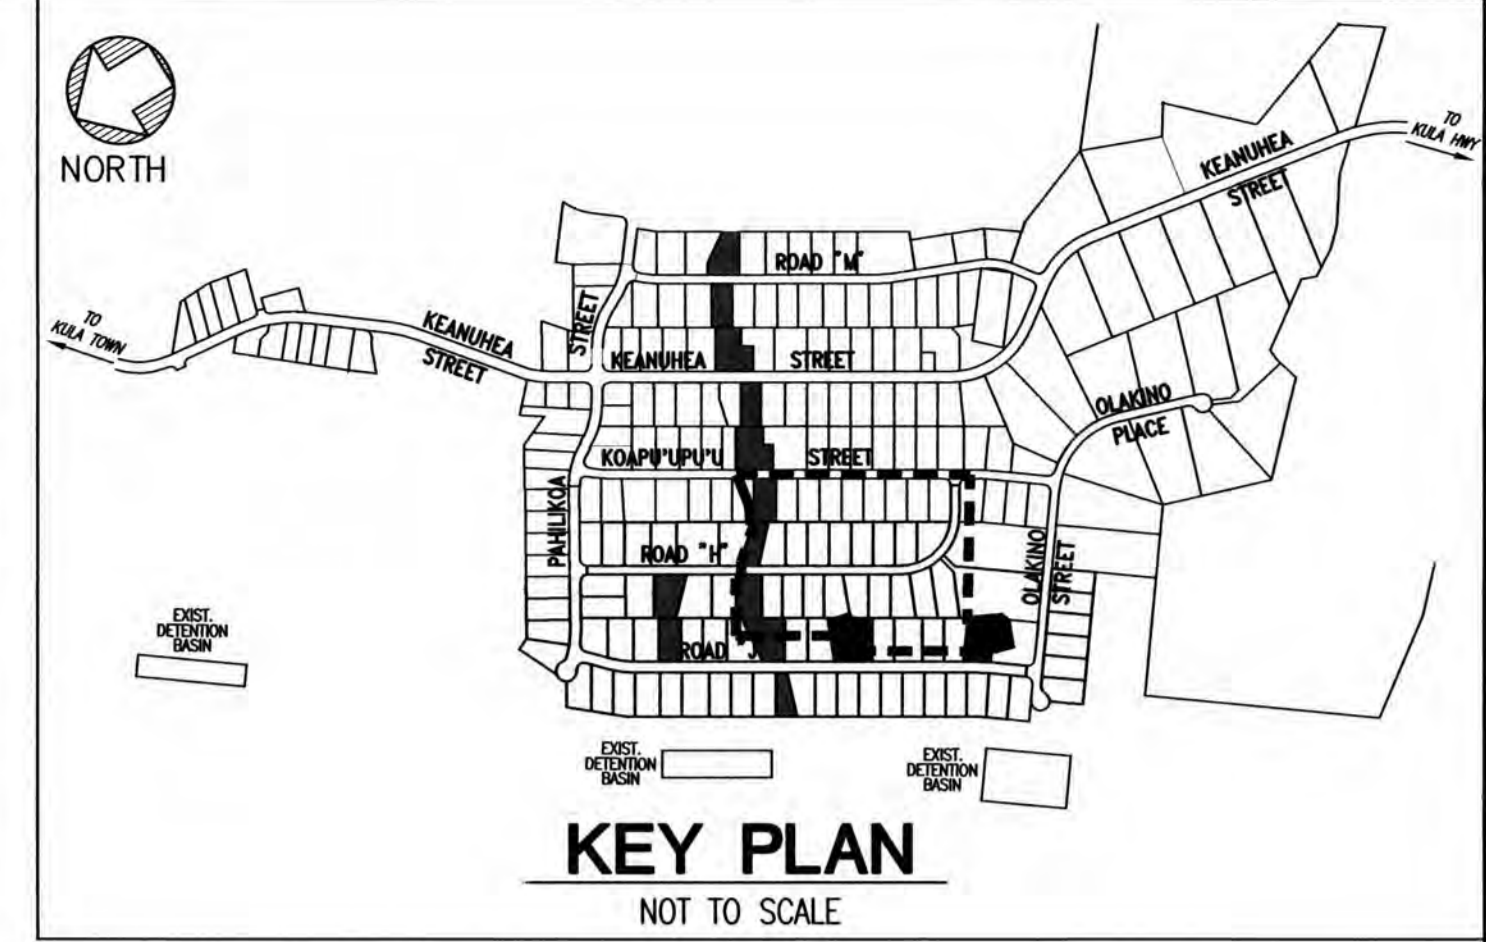 NORTH
TO
KULA HWY
KEANUHEA
STREET
ROAD "M"
TO
KULA TOWN
KEANUHEA
STREET
STREET
KEANUHEA STREET
OLAKINO
PLACE
KOAPU'UPU'U STREET
PAHILIKOA
ROAD "H"
OLAKINO
STREET
EXIST.
DETENTION
BASIN
ROAD "J
EXIST.
DETENTION
BASIN
EXIST.
DETENTION
BASIN
KEY PLAN
NOT TO SCALE